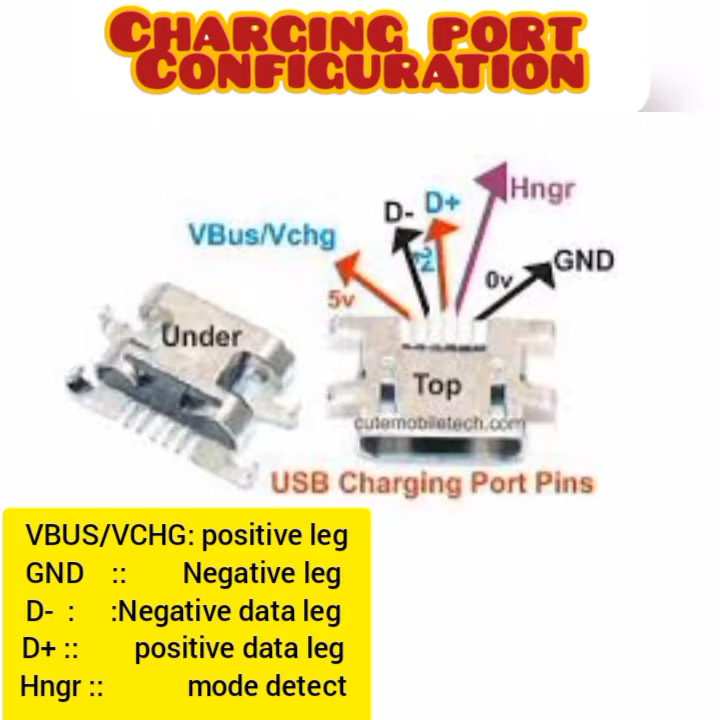 CHARGING PORT
CONFIGURATION
Hngr
D- D+
VBus/Vchg
2v
GND
0v
5v
Under
Top
cutemobiletech.com
USB Charging Port Pins
VBUS/VCHG: positive leg
GND :: Negative leg
D- : :Negative data leg
D+ :: positive data leg
Hngr :: mode detect